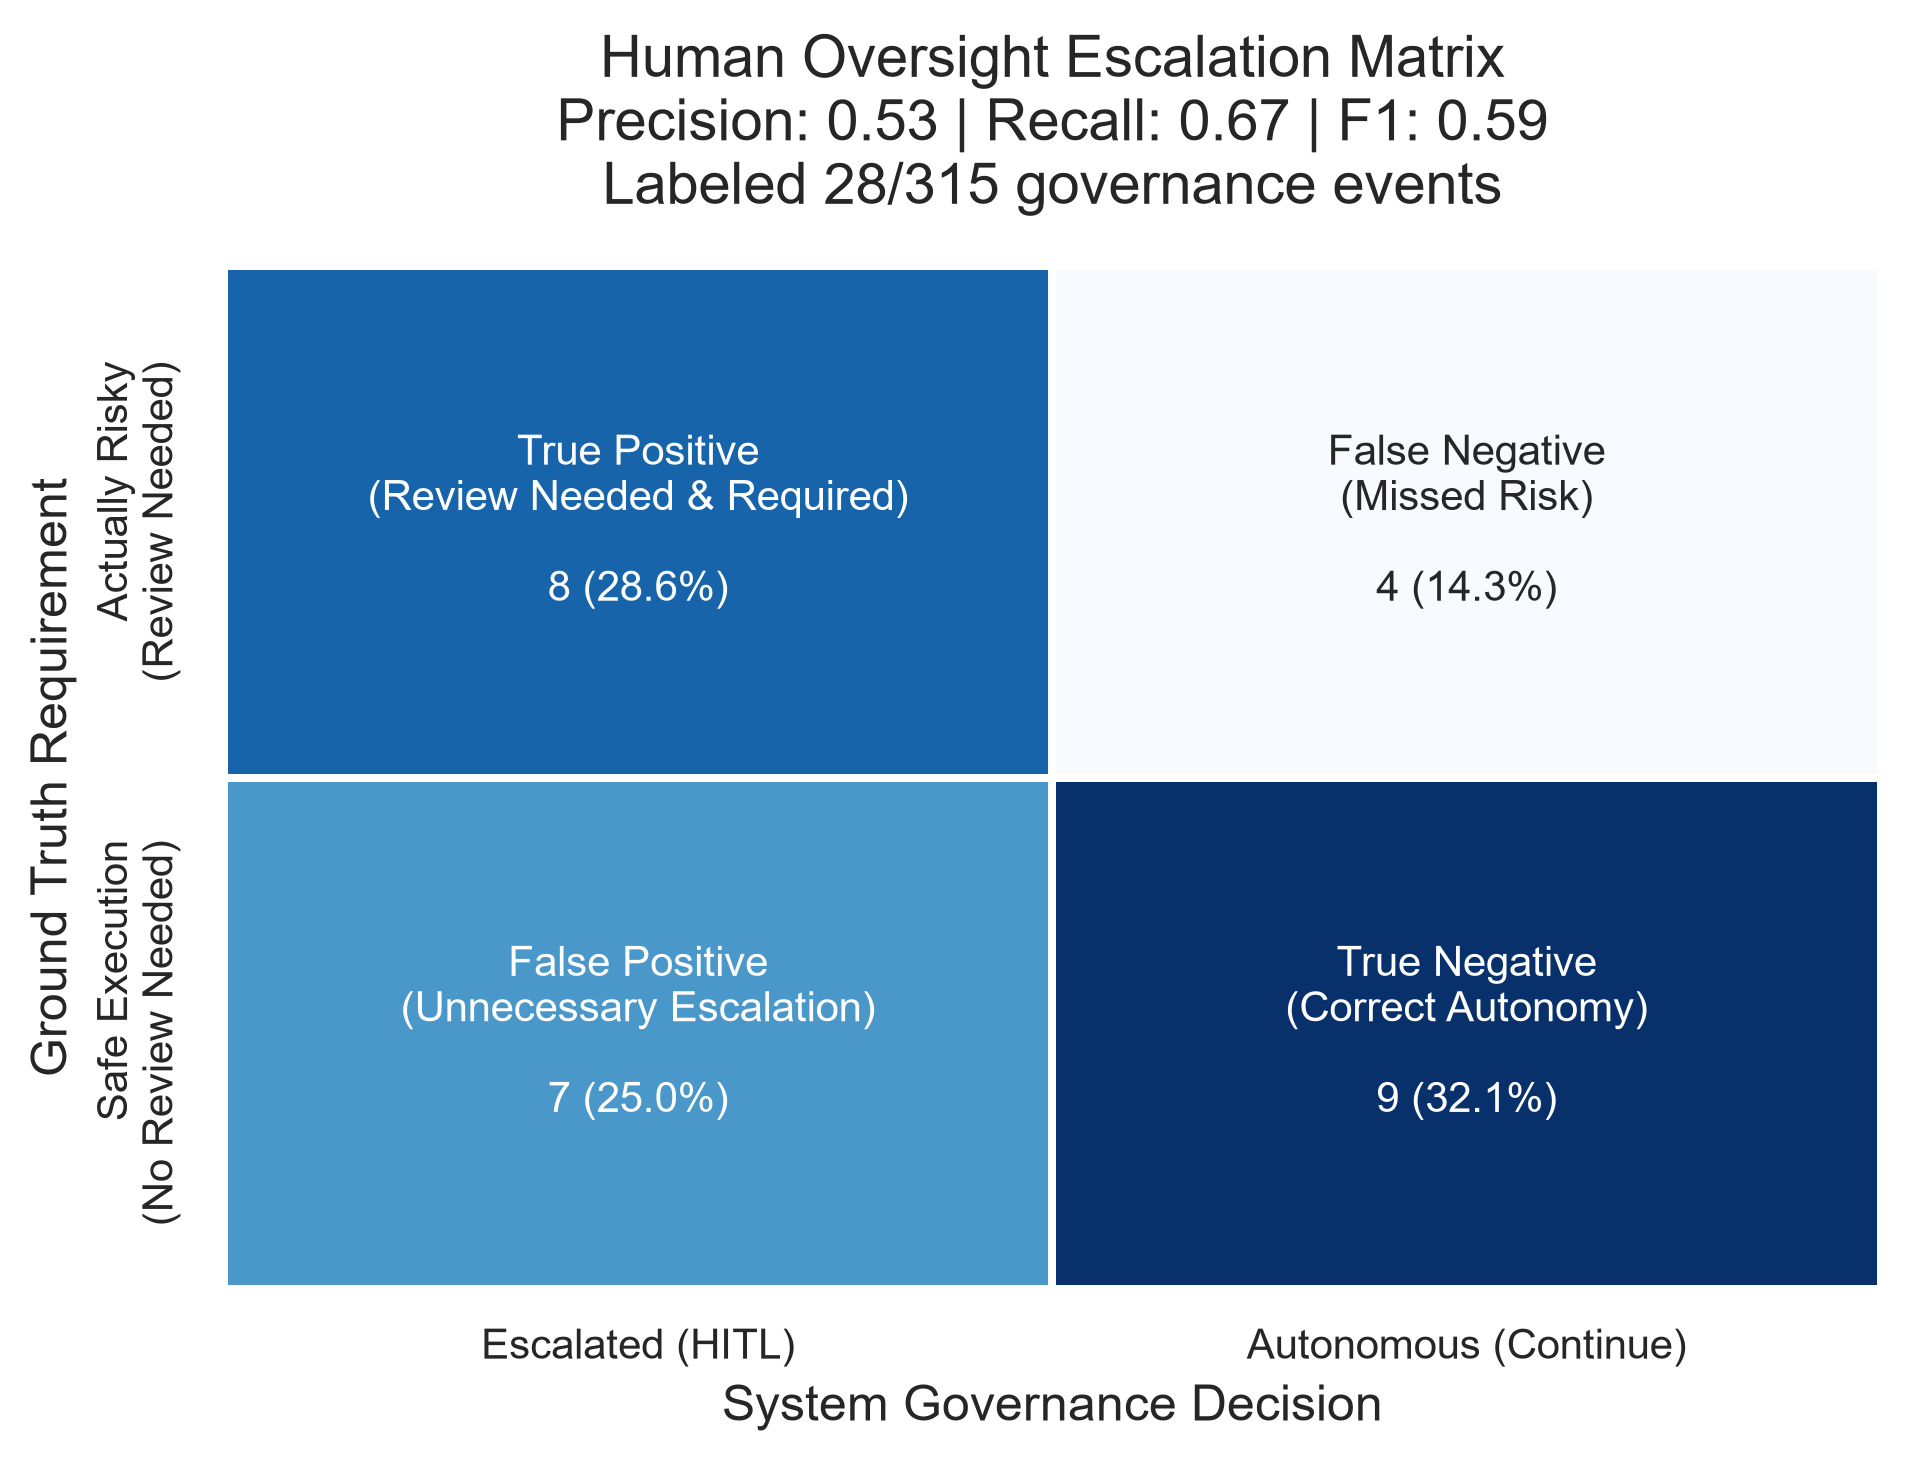 Human Oversight Escalation Matrix
Precision: 0.53 | Recall: 0.67 | F1: 0.59
Labeled 28/315 governance events
Ground Truth Requirement
Actually Risky
(Review Needed)
True Positive
(Review Needed & Required)
8 (28.6%)
False Negative
(Missed Risk)
4 (14.3%)
Safe Execution
(No Review Needed)
False Positive
(Unnecessary Escalation)
7 (25.0%)
True Negative
(Correct Autonomy)
9 (32.1%)
Escalated (HITL)
Autonomous (Continue)
System Governance Decision